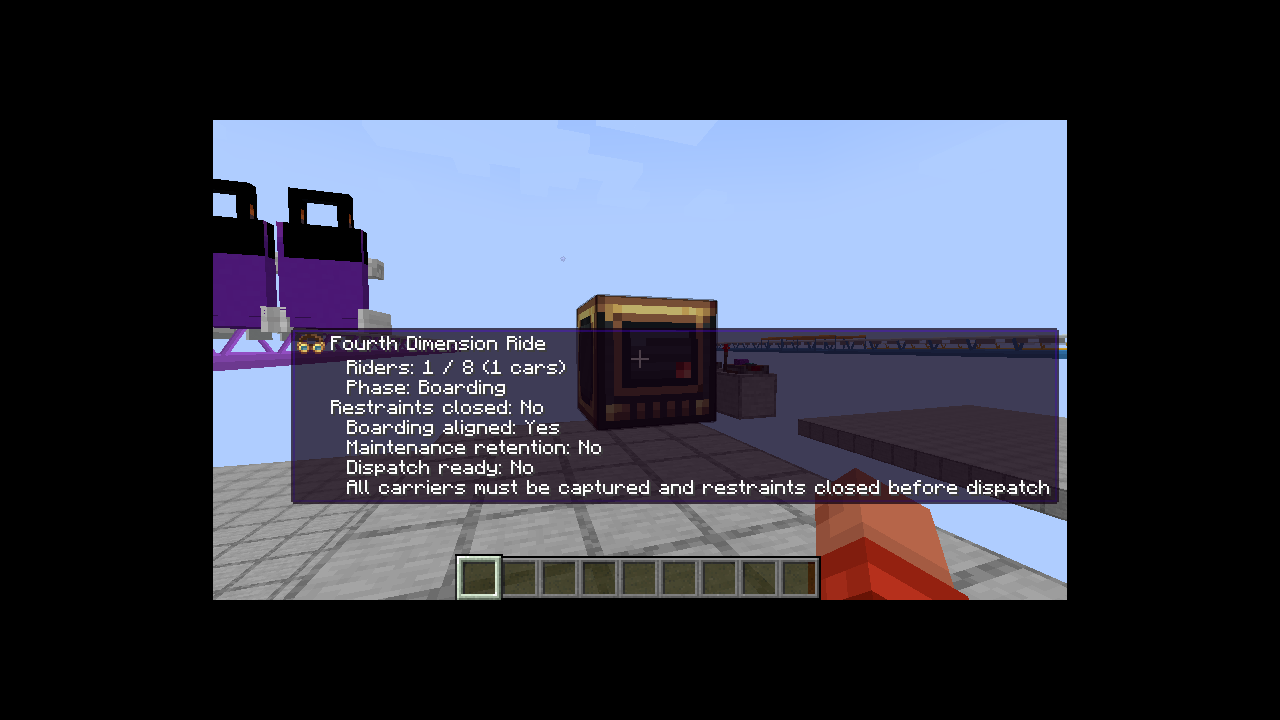 Fourth Dimension Ride
Riders: 1 / 8 (1 cars)
Phase: Boarding
Restraints closed: No
Boarding aligned: Yes
Maintenance retention: No
Dispatch ready: No
All carriers must be captured and restraints closed before dispatch